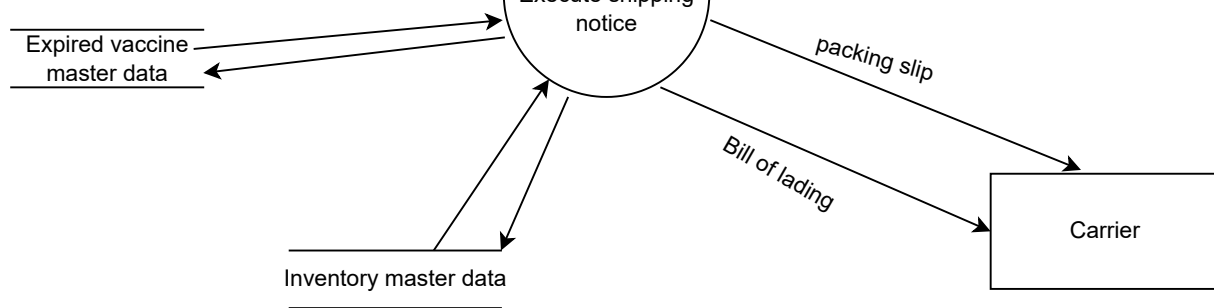 Execute shipping
notice
Expired vaccine
master data
packing slip
Bill of lading
Carrier
Inventory master data